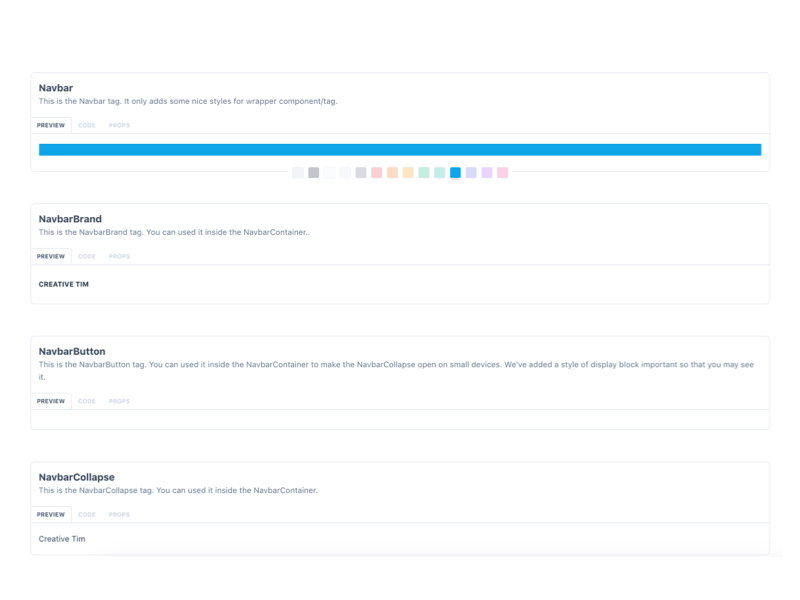 Navbar
This is the Navbar tag. It only adds some nice styles for wrapper component/tag.
PREVIEW CODE PROPS
NavbarBrand
This is the NavbarBrand tag. You can used it inside the NavbarContainer..
PREVIEW CODE PROPS
CREATIVE TIM
NavbarButton
This is the NavbarButton tag. You can used it inside the NavbarContainer to make the NavbarCollapse open on small devices. We've added a style of display block important so that you may see
it.
PREVIEW CODE PROPS
NavbarCollapse
This is the NavbarCollapse tag. You can used it inside the NavbarContainer.
PREVIEW CODE PROPS
Creative Tim